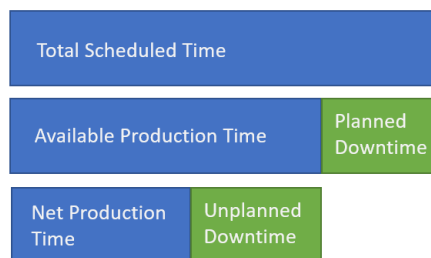 Total Scheduled Time
Available Production Time
Planned
Downtime
Net Production
Time
Unplanned
Downtime